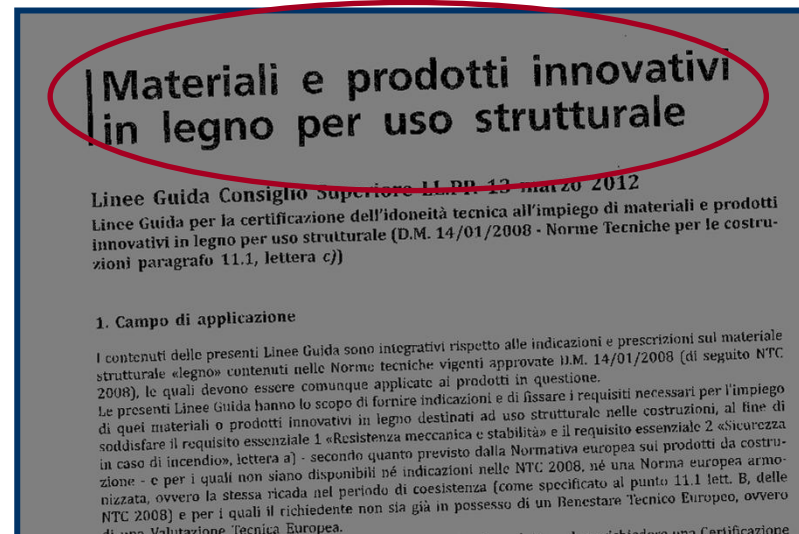 Materiali e prodotti innovativi
in legno per uso strutturale
Linee Guida Consiglio Superiore LL.PP. 13 marzo 2012
Linee Guida per la certificazione dell'idoneità tecnica all'impiego di materiali e prodotti
innovativi in legno per uso strutturale (D.M. 14/01/2008 - Norme Tecniche per le costru-
zioni paragrafo 11.1, lettera c))
1. Campo di applicazione
I contenuti delle presenti Linee Guida sono integrativi rispetto alle indicazioni e prescrizioni sul materiale
strutturale «legno» contenuti nelle Norme tecniche vigenti approvate D.M. 14/01/2008 (di seguito NTC
2008), le quali devono essere comunque applicate ai prodotti in questione.
Le presenti Linee Guida hanno lo scopo di fornire indicazioni e di fissare i requisiti necessari per l'impiego
di quei materiali o prodotti innovativi in legno destinati ad uso strutturale nelle costruzioni, al fine di
soddisfare il requisito essenziale 1 «Resistenza meccanica e stabilità» e il requisito essenziale 2 «Sicurezza
in caso di incendio», lettera a) - secondo quanto previsto dalla Normativa europea sui prodotti da costru-
zione - e per i quali non siano disponibili né indicazioni nelle NTC 2008, né una Norma europea armo-
nizzata, ovvero la stessa ricada nel periodo di coesistenza (come specificato al punto 11.1 lett. B, delle
NTC 2008) e per i quali il richiedente non sia già in possesso di un Benestare Tecnico Europeo, ovvero
di una Valutazione Tecnica Europea.
richiedere una Certificazione